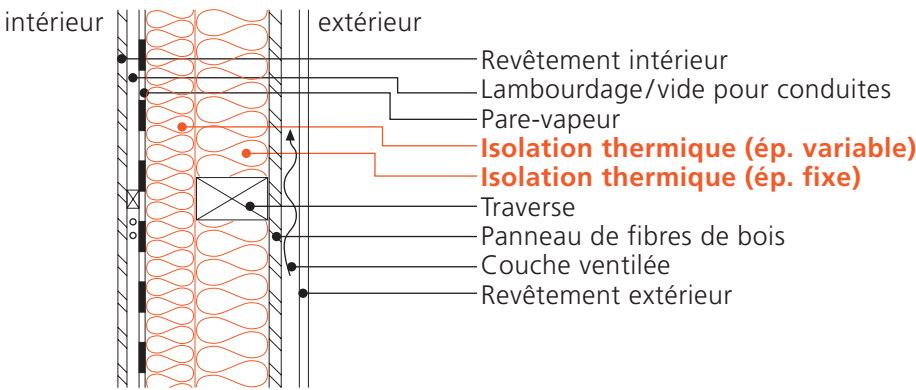 intérieur
extérieur
Revêtement intérieur
Lambourdage/vide pour conduites
Pare-vapeur
Isolation thermique (ép. variable)
Isolation thermique (ép. fixe)
Traverse
Panneau de fibres de bois
Couche ventilée
Revêtement extérieur